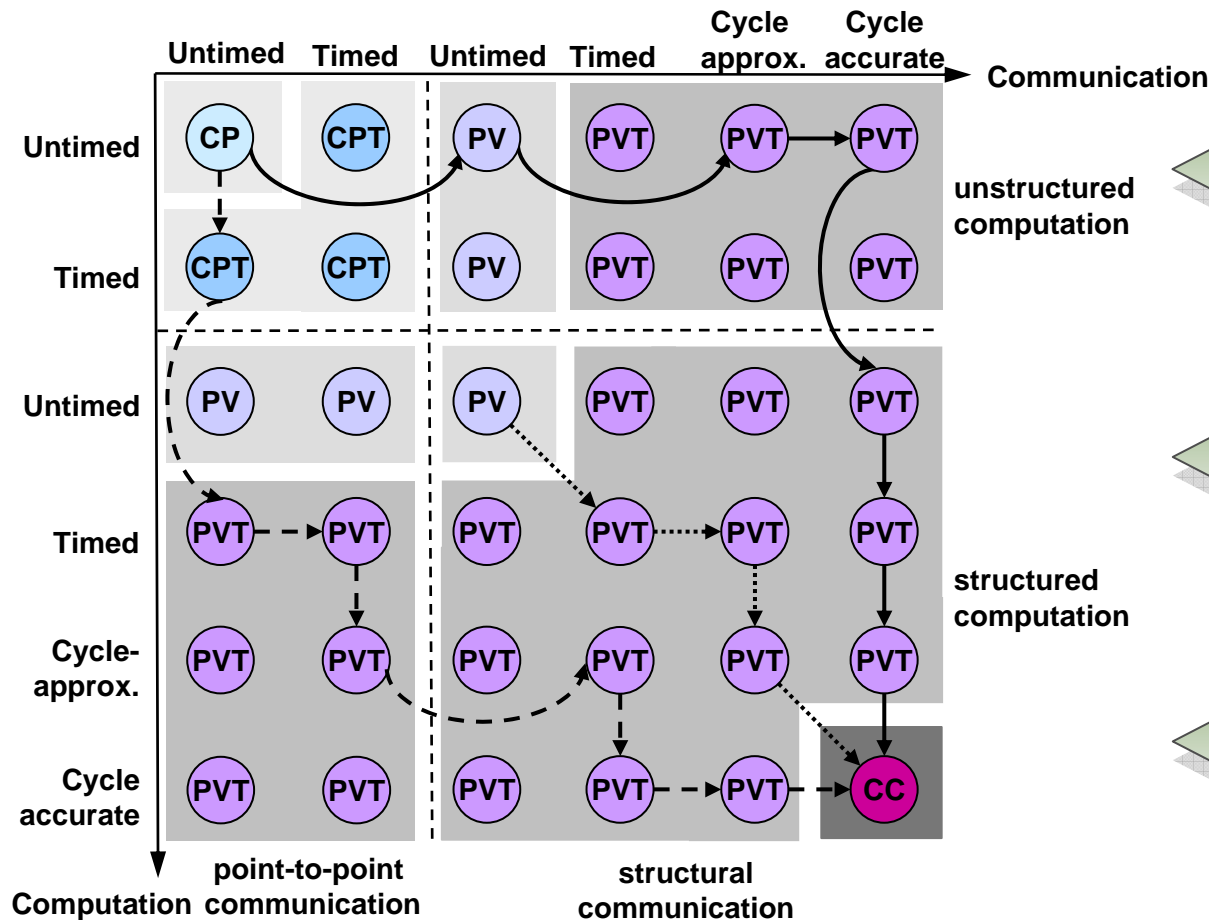 Cycle Cycle
Untimed Timed Untimed Timed approx. accurate
Communication
Untimed CP CPT PV PVT PVT PVT
unstructured
computation
Timed CPT CPT PV PVT PVT PVT
Untimed PV PV PV PVT PVT PVT
Timed PVT PVT PVT PVT PVT PVT
structured
computation
Cycle-
approx. PVT PVT PVT PVT PVT PVT
Cycle
accurate PVT PVT PVT PVT PVT CC
point-to-point structural
Computation communication communication